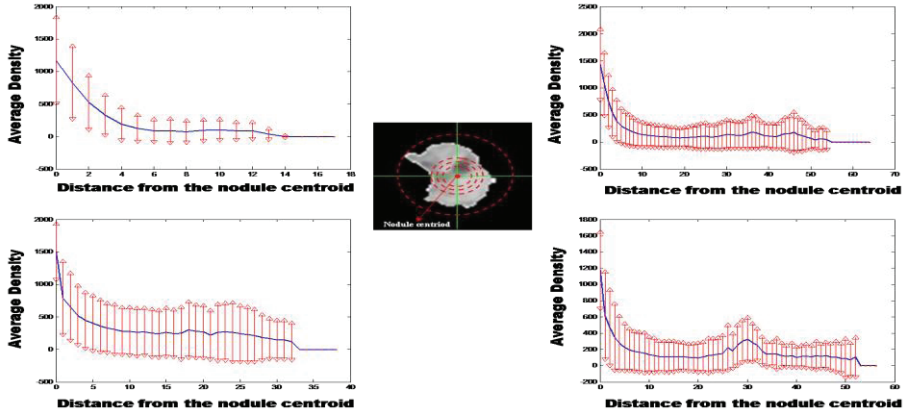 2000
1500
1000
500
0
-500
Average Density
0 2 4 6 8 10 12 14 16 18
Distance from the nodule centroid
2500
2000
1500
1000
500
0
-500
Average Density
0 10 20 30 40 50 60 70
Distance from the nodule centroid
Nodule centriod
2000
1500
1000
500
0
-500
Average Density
0 5 10 15 20 25 30 35 40
Distance from the nodule centroid
1800
1600
1400
1200
1000
800
600
400
200
0
-200
Average Density
0 10 20 30 40 50 60
Distance from the nodule centroid